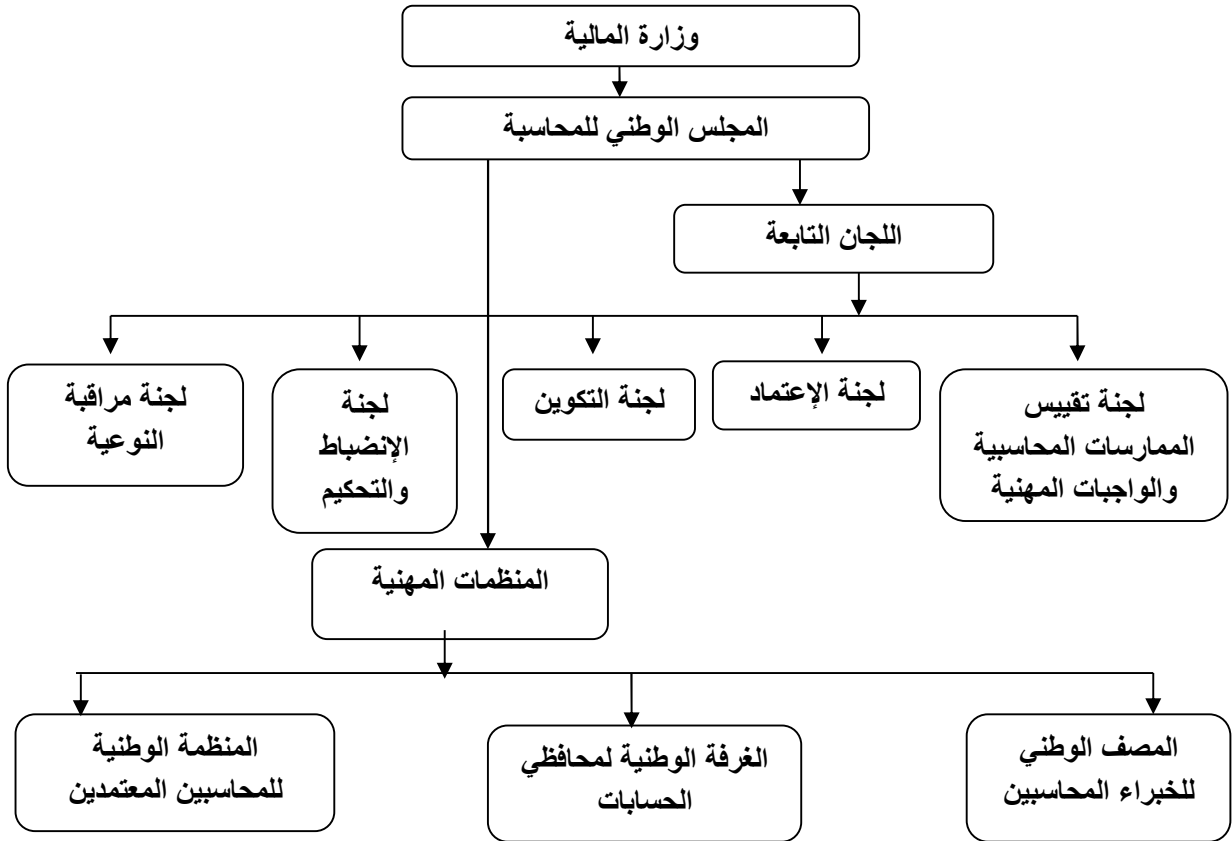 وزارة المالية
المجلس الوطني للمحاسبة
اللجان التابعة
لجنة تقييس
الممارسات المحاسبية
والواجبات المهنية
لجنة الإعتماد
لجنة التكوين
لجنة
الإنضباط
والتحكيم
لجنة مراقبة
النوعية
المنظمات المهنية
المصف الوطني
للخبراء المحاسبين
الغرفة الوطنية لمحافظي
الحسابات
المنظمة الوطنية
للمحاسبين المعتمدين